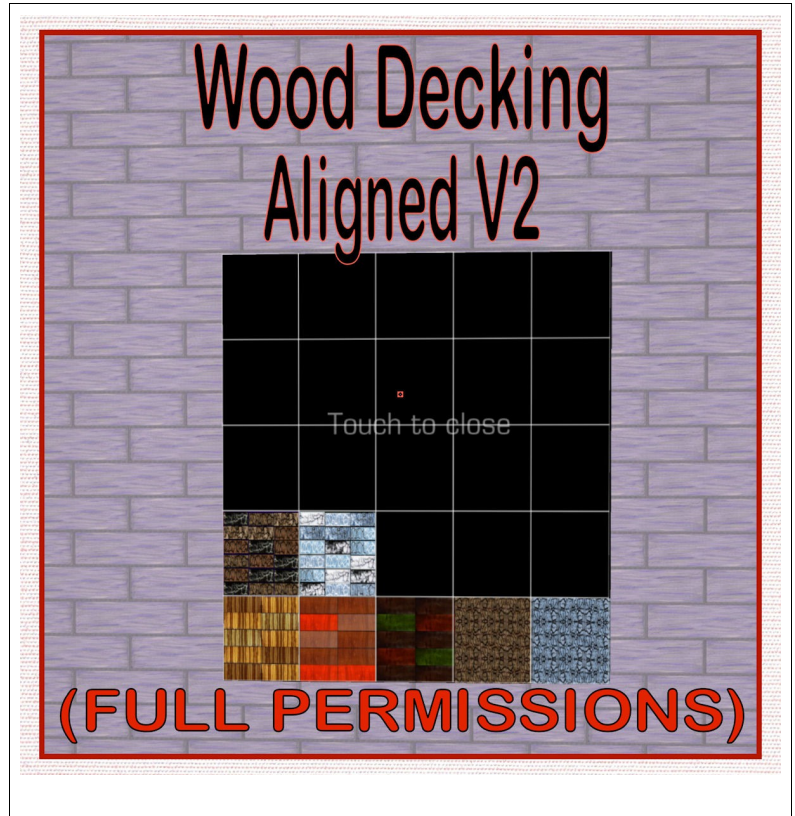 Wood Decking
Aligned V2
Touch to close
(FULL PERMISSIONS)